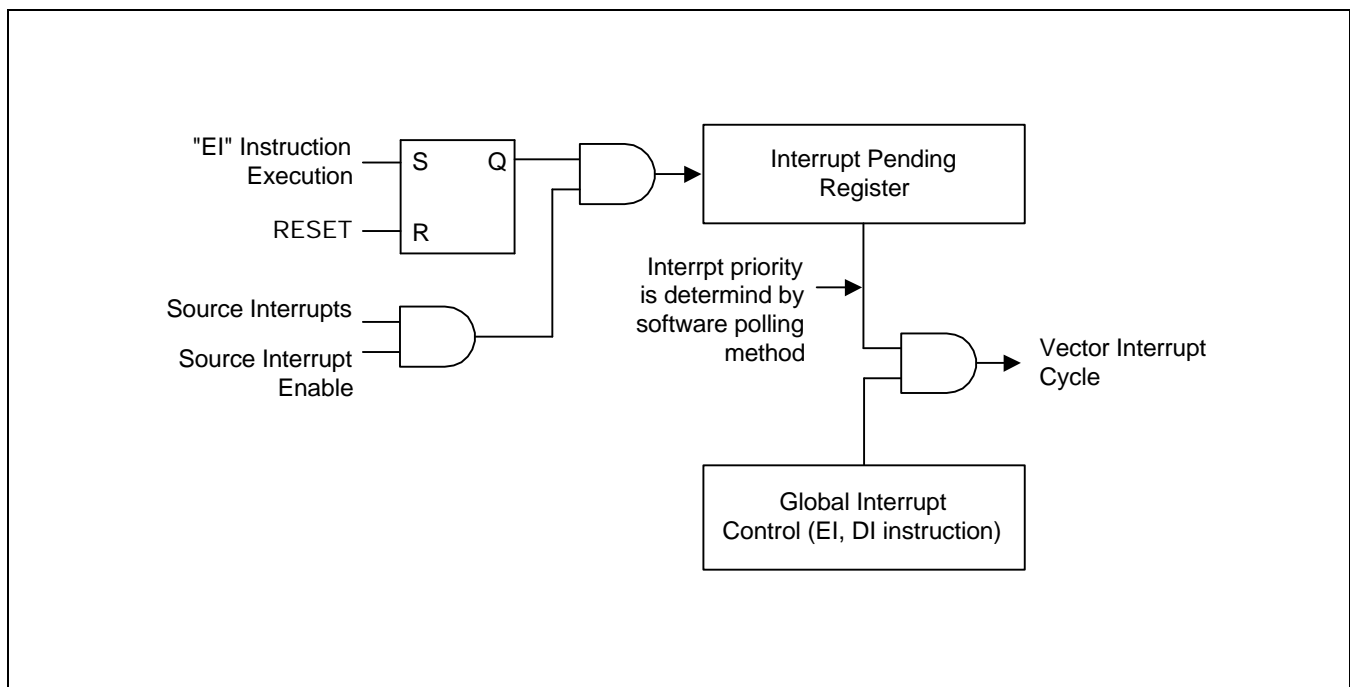 "EI" Instruction
Execution
S
Q
RESET
R
Source Interrupts
Source Interrupt
Enable
Interrupt Pending
Register
Interrpt priority
is determind by
software polling
method
Vector Interrupt
Cycle
Global Interrupt
Control (EI, DI instruction)